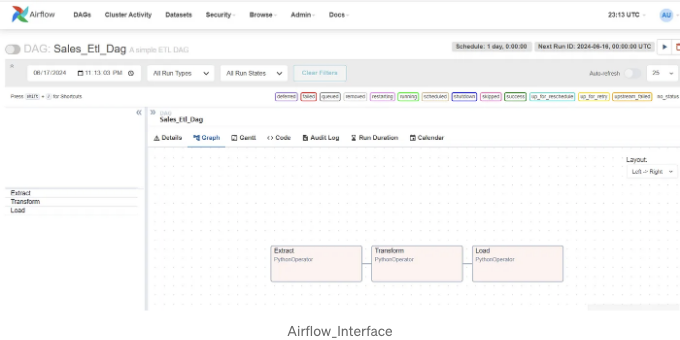 Airflow DAGs Cluster Activity Datasets Security Browse Admin Docs 23:13 UTC AU
DAG: Sales_Etl_Dag A simple ETL DAG Schedule: 1 day, 0:00:00 Next Run ID: 2024-06-16, 00:00:00 UTC
06/17/2024 11:13:03 PM All Run Types All Run States Clear Filters Auto-refresh 25
Press shift + / for Shortcuts deferred failed queued removed restarting running scheduled shutdown skipped success up_for_reschedule up_for_retry upstream_failed no_status
DAG
Sales_Etl_Dag
Details Graph Gantt Code Audit Log Run Duration Calendar
Layout:
Left -> Right
Extract
Transform
Load
Extract Transform Load
PythonOperator PythonOperator PythonOperator
Airflow_Interface